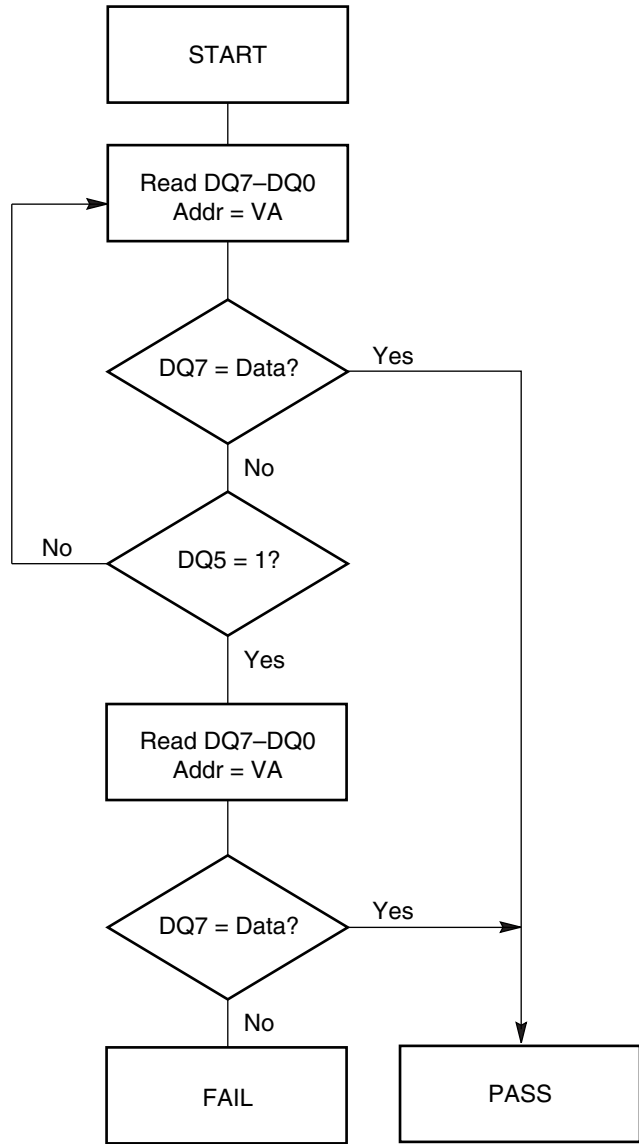 START
Read DQ7–DQ0
Addr = VA
DQ7 = Data?
Yes
No
No
DQ5 = 1?
Yes
Read DQ7–DQ0
Addr = VA
DQ7 = Data?
Yes
No
FAIL
PASS